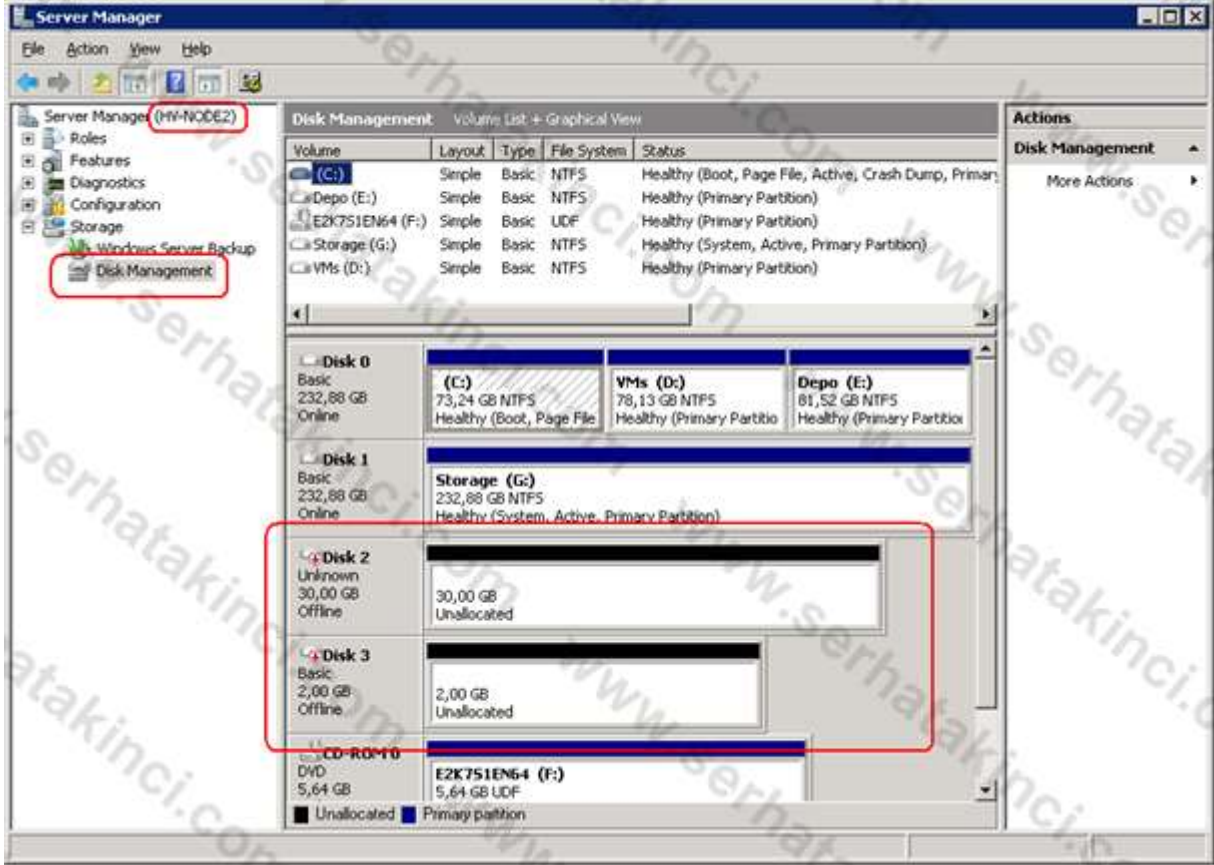 Server Manager
File Action View Help
Server Manager (HV-NODE2)
Roles
Features
Diagnostics
Configuration
Storage
Windows Server Backup
Disk Management
Disk Management Volume List + Graphical View
Volume Layout Type File System Status
(C:) Simple Basic NTFS Healthy (Boot, Page File, Active, Crash Dump, Primary
Depo (E:) Simple Basic NTFS Healthy (Primary Partition)
E2K7S1EN64 (F:) Simple Basic UDF Healthy (Primary Partition)
Storage (G:) Simple Basic NTFS Healthy (System, Active, Primary Partition)
VMs (D:) Simple Basic NTFS Healthy (Primary Partition)
Disk 0
Basic
232,88 GB
Online
(C:)
73,24 GB NTFS
Healthy (Boot, Page File
VMs (D:)
78,13 GB NTFS
Healthy (Primary Partitio
Depo (E:)
81,52 GB NTFS
Healthy (Primary Partition
Disk 1
Basic
232,88 GB
Online
Storage (G:)
232,88 GB NTFS
Healthy (System, Active, Primary Partition)
Disk 2
Unknown
30,00 GB
Offline
30,00 GB
Unallocated
Disk 3
Basic
2,00 GB
Offline
2,00 GB
Unallocated
CD-ROM 0
DVD
5,64 GB
E2K7S1EN64 (F:)
5,64 GB UDF
Unallocated Primary partition
Actions
Disk Management
More Actions
www.serhatakinci.com